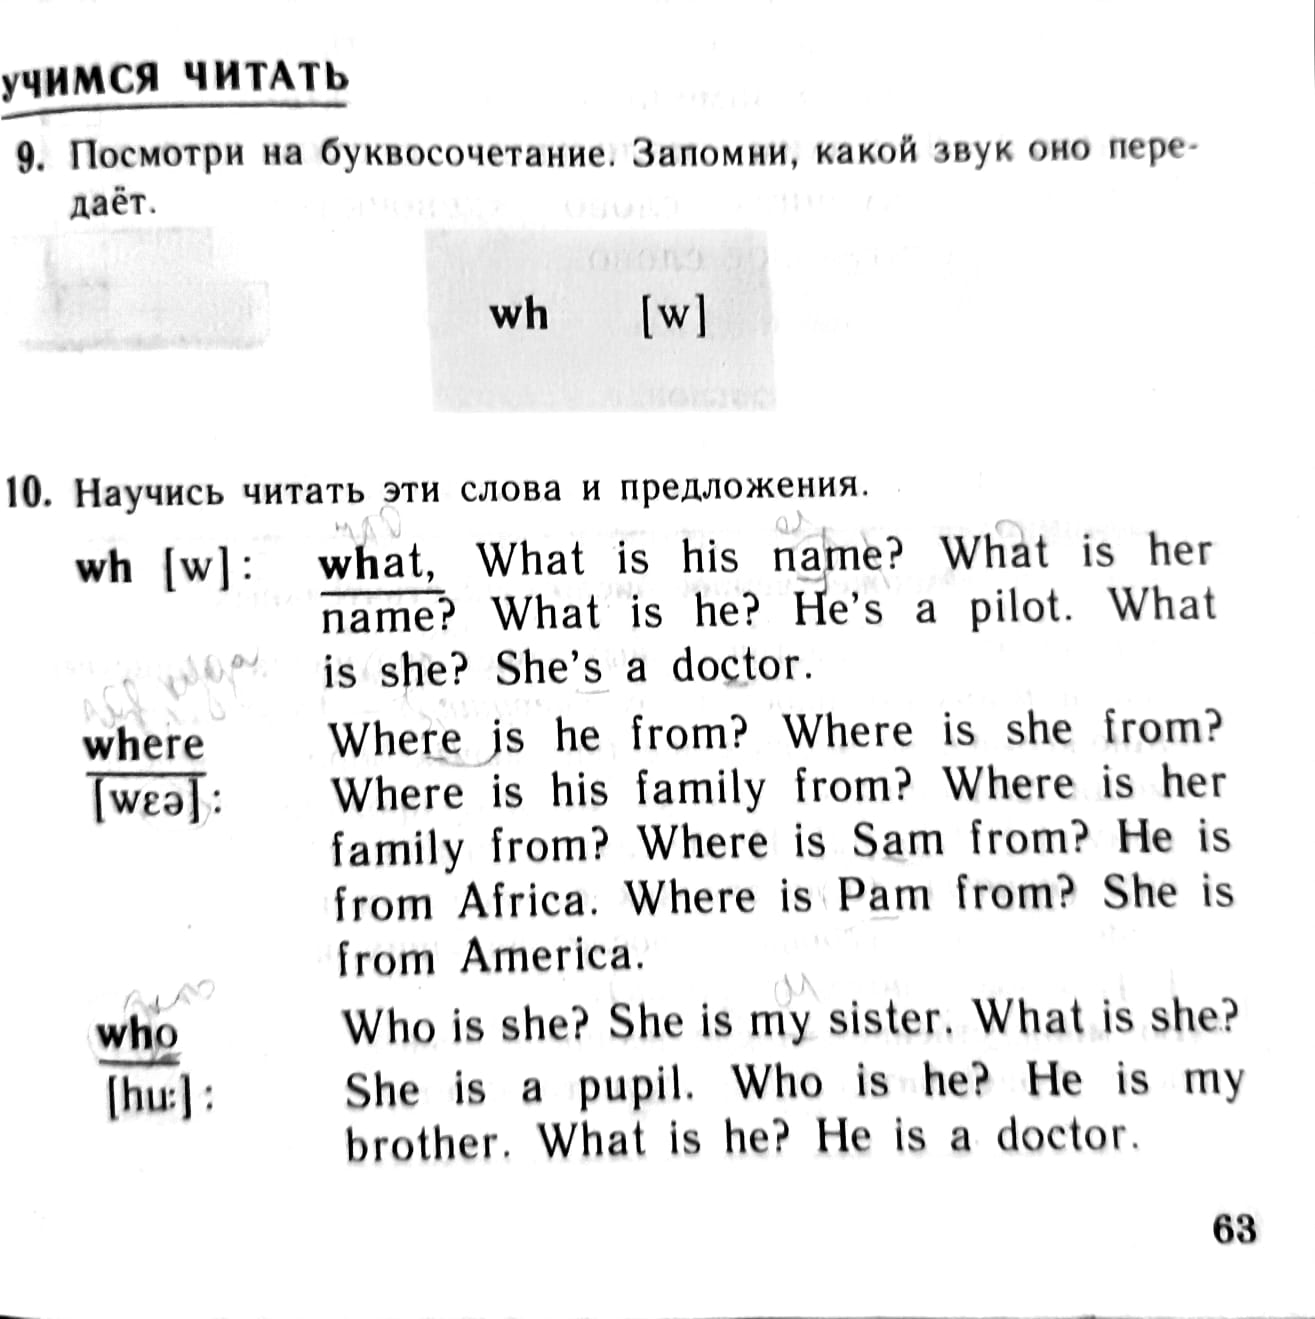 УЧИМСЯ ЧИТАТЬ
9. Посмотри на буквосочетание. Запомни, какой звук оно пере-
даёт.
wh [w]
10. Научись читать эти слова и предложения.
wh [w]: what, What is his name? What is her
name? What is he? He's a pilot. What
is she? She's a doctor.
where Where is he from? Where is she from?
[wɛə]: Where is his family from? Where is her
family from? Where is Sam from? He is
from Africa. Where is Pam from? She is
from America.
who Who is she? She is my sister. What is she?
[hu:]: She is a pupil. Who is he? He is my
brother. What is he? He is a doctor.
63